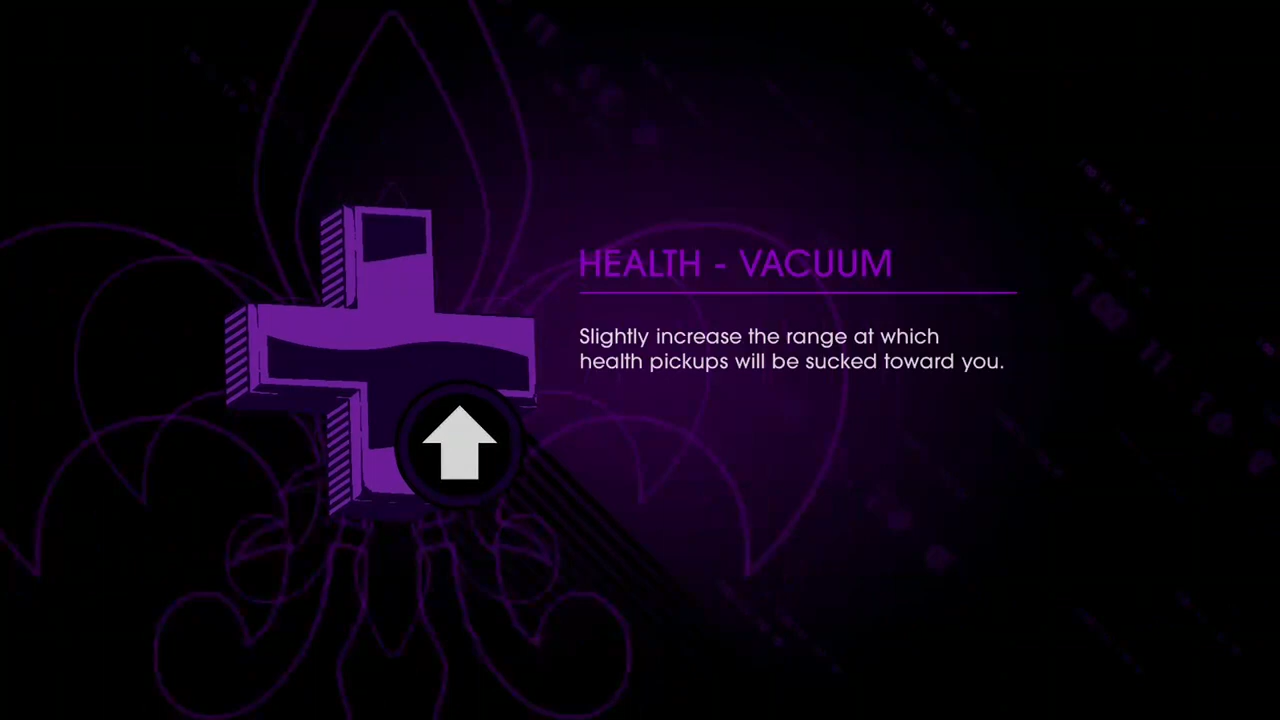 HEALTH - VACUUM
Slightly increase the range at which
health pickups will be sucked toward you.